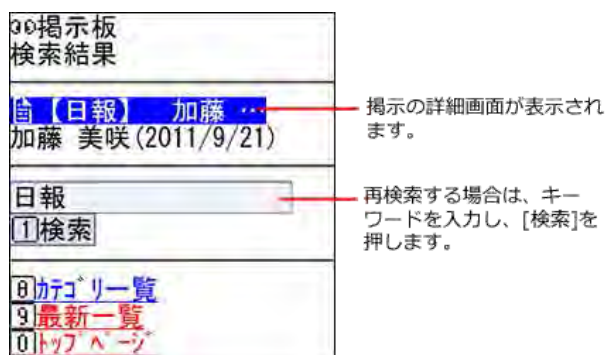 掲示板
検索結果
【日報】 加藤 …
加藤 美咲(2011/9/21)
日報
1検索
8ｶﾃｺﾞﾘ一覧
9最新一覧
0ﾄｯﾌﾟﾍﾟｰｼﾞ
掲示の詳細画面が表示され
ます。
再検索する場合は、キー
ワードを入力し、[検索]を
押します。